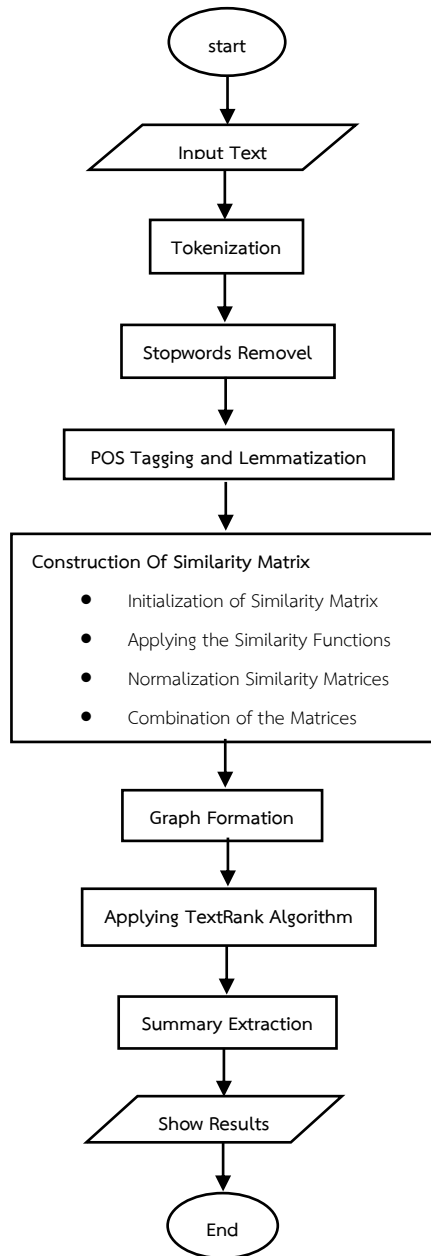 start
Input Text
Tokenization
Stopwords Removel
POS Tagging and Lemmatization
Construction Of Similarity Matrix
● Initialization of Similarity Matrix
● Applying the Similarity Functions
● Normalization Similarity Matrices
● Combination of the Matrices
Graph Formation
Applying TextRank Algorithm
Summary Extraction
Show Results
End